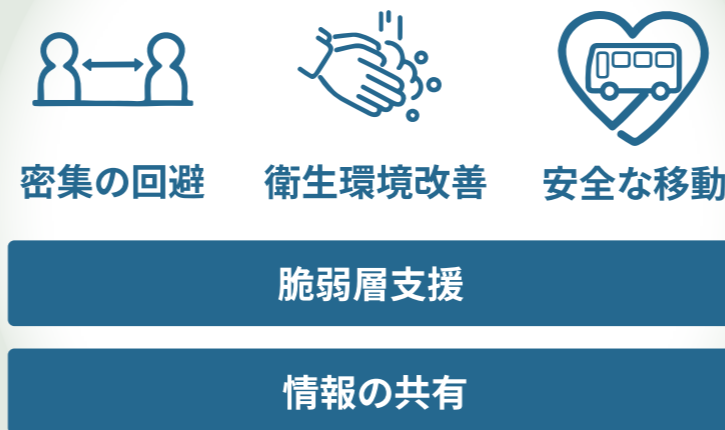 密集の回避
衛生環境改善
安全な移動
脆弱層支援
情報の共有